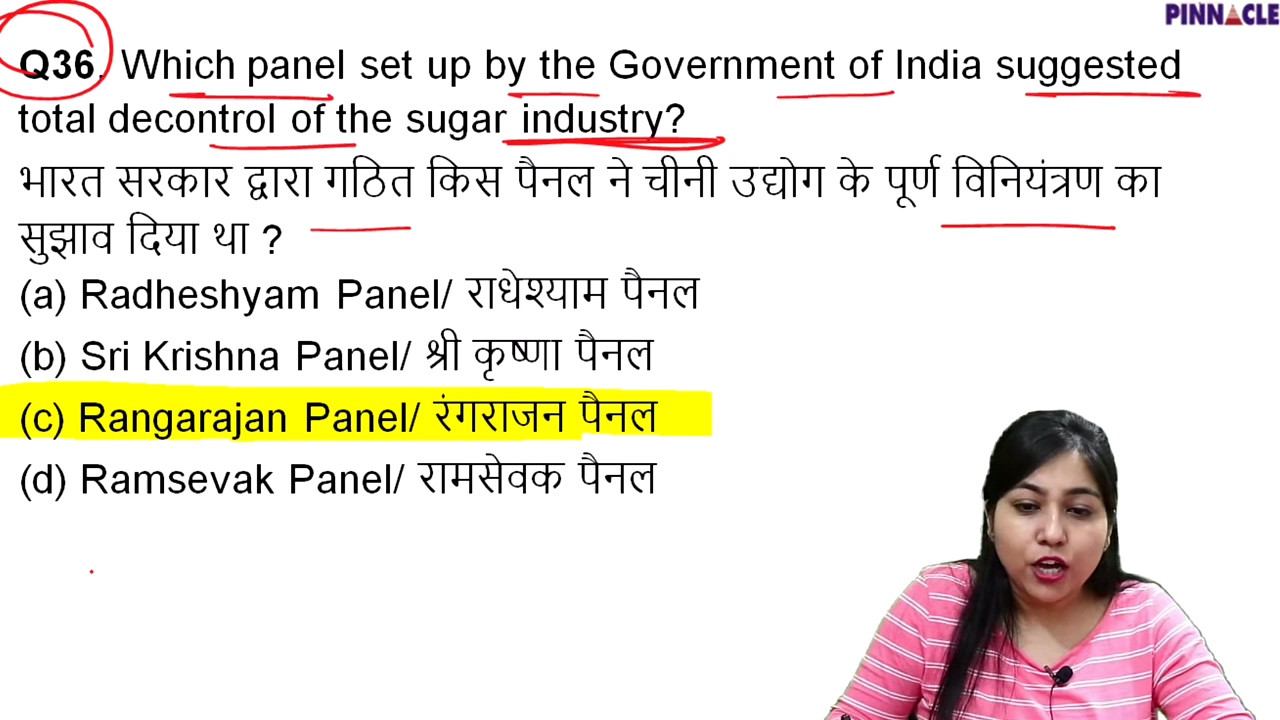 PINNACLE
Q36. Which panel set up by the Government of India suggested
total decontrol of the sugar industry?
भारत सरकार द्वारा गठित किस पैनल ने चीनी उद्योग के पूर्ण विनियंत्रण का
सुझाव दिया था ?
(a) Radheshyam Panel/ राधेश्याम पैनल
(b) Sri Krishna Panel/ श्री कृष्णा पैनल
(c) Rangarajan Panel/ रंगराजन पैनल
(d) Ramsevak Panel/ रामसेवक पैनल